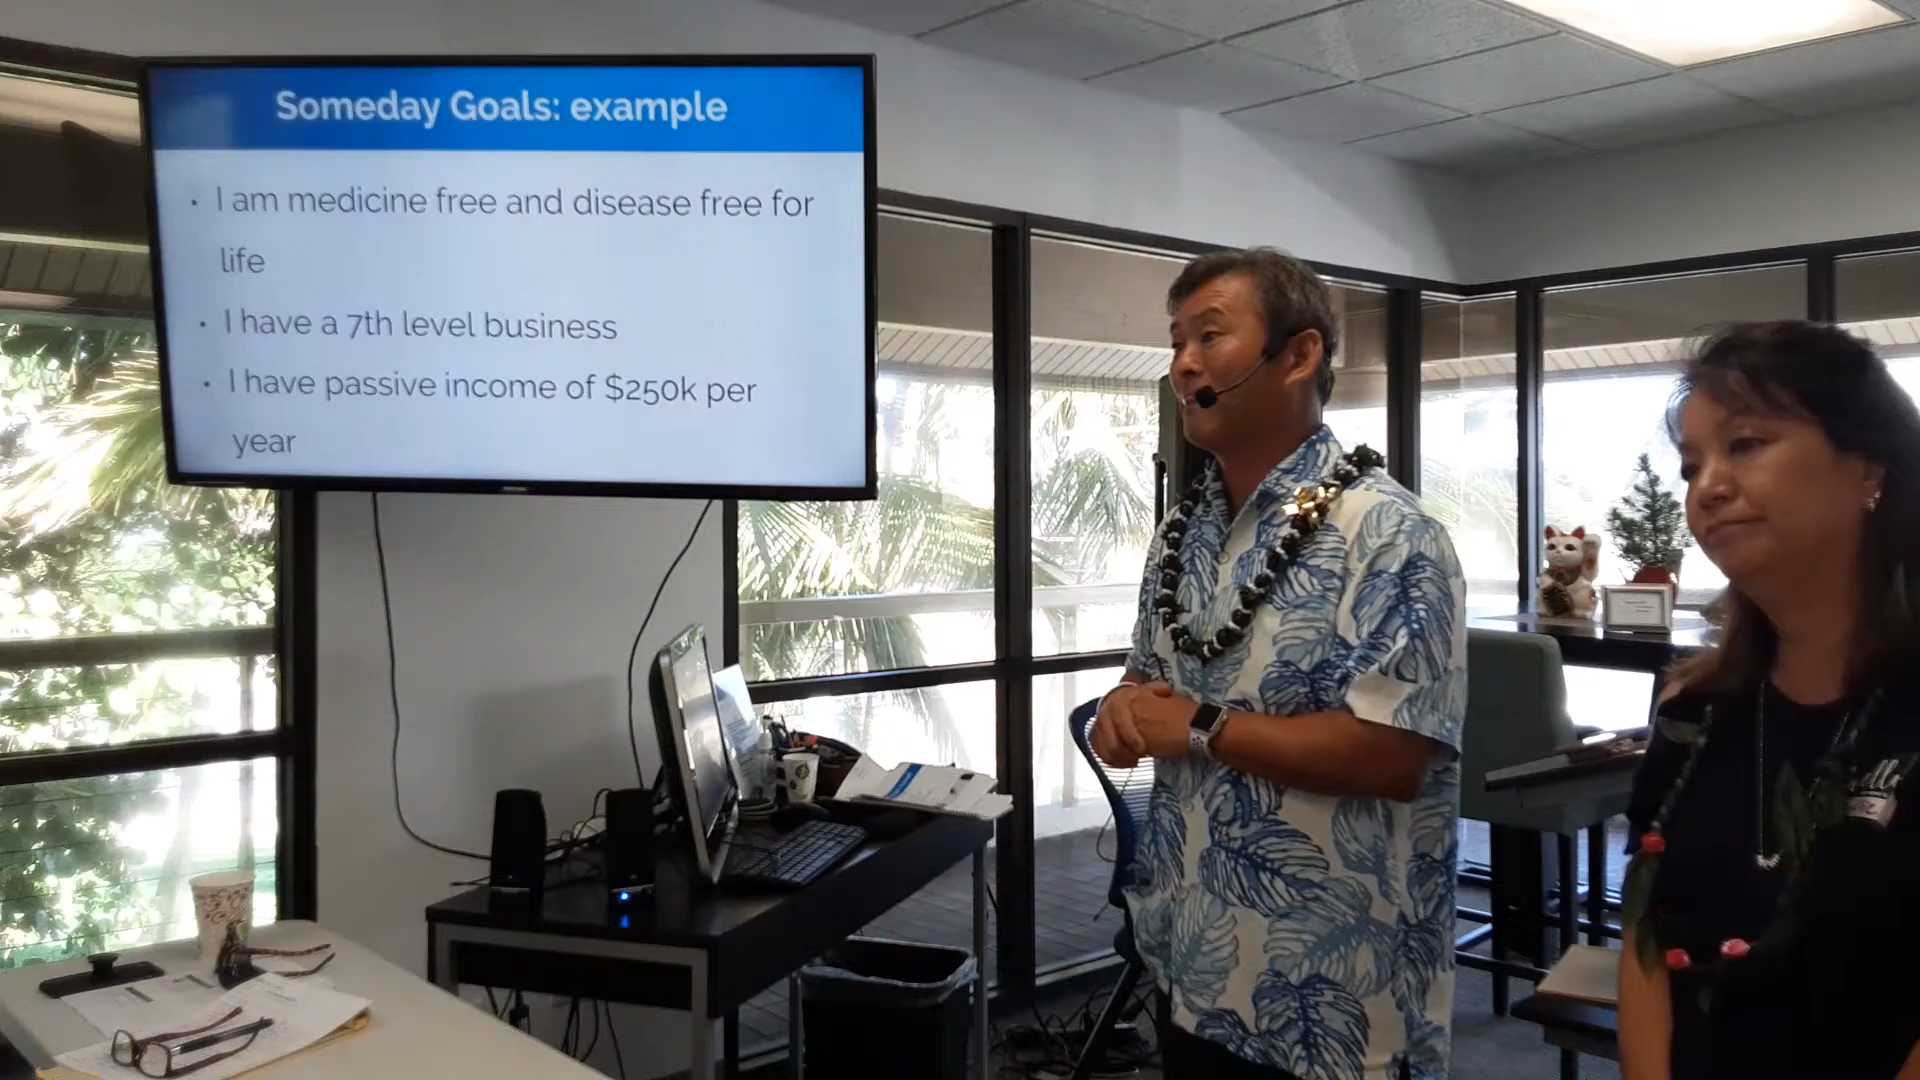 Someday Goals: example
• I am medicine free and disease free for
life
• I have a 7th level business
• I have passive income of $250k per
year